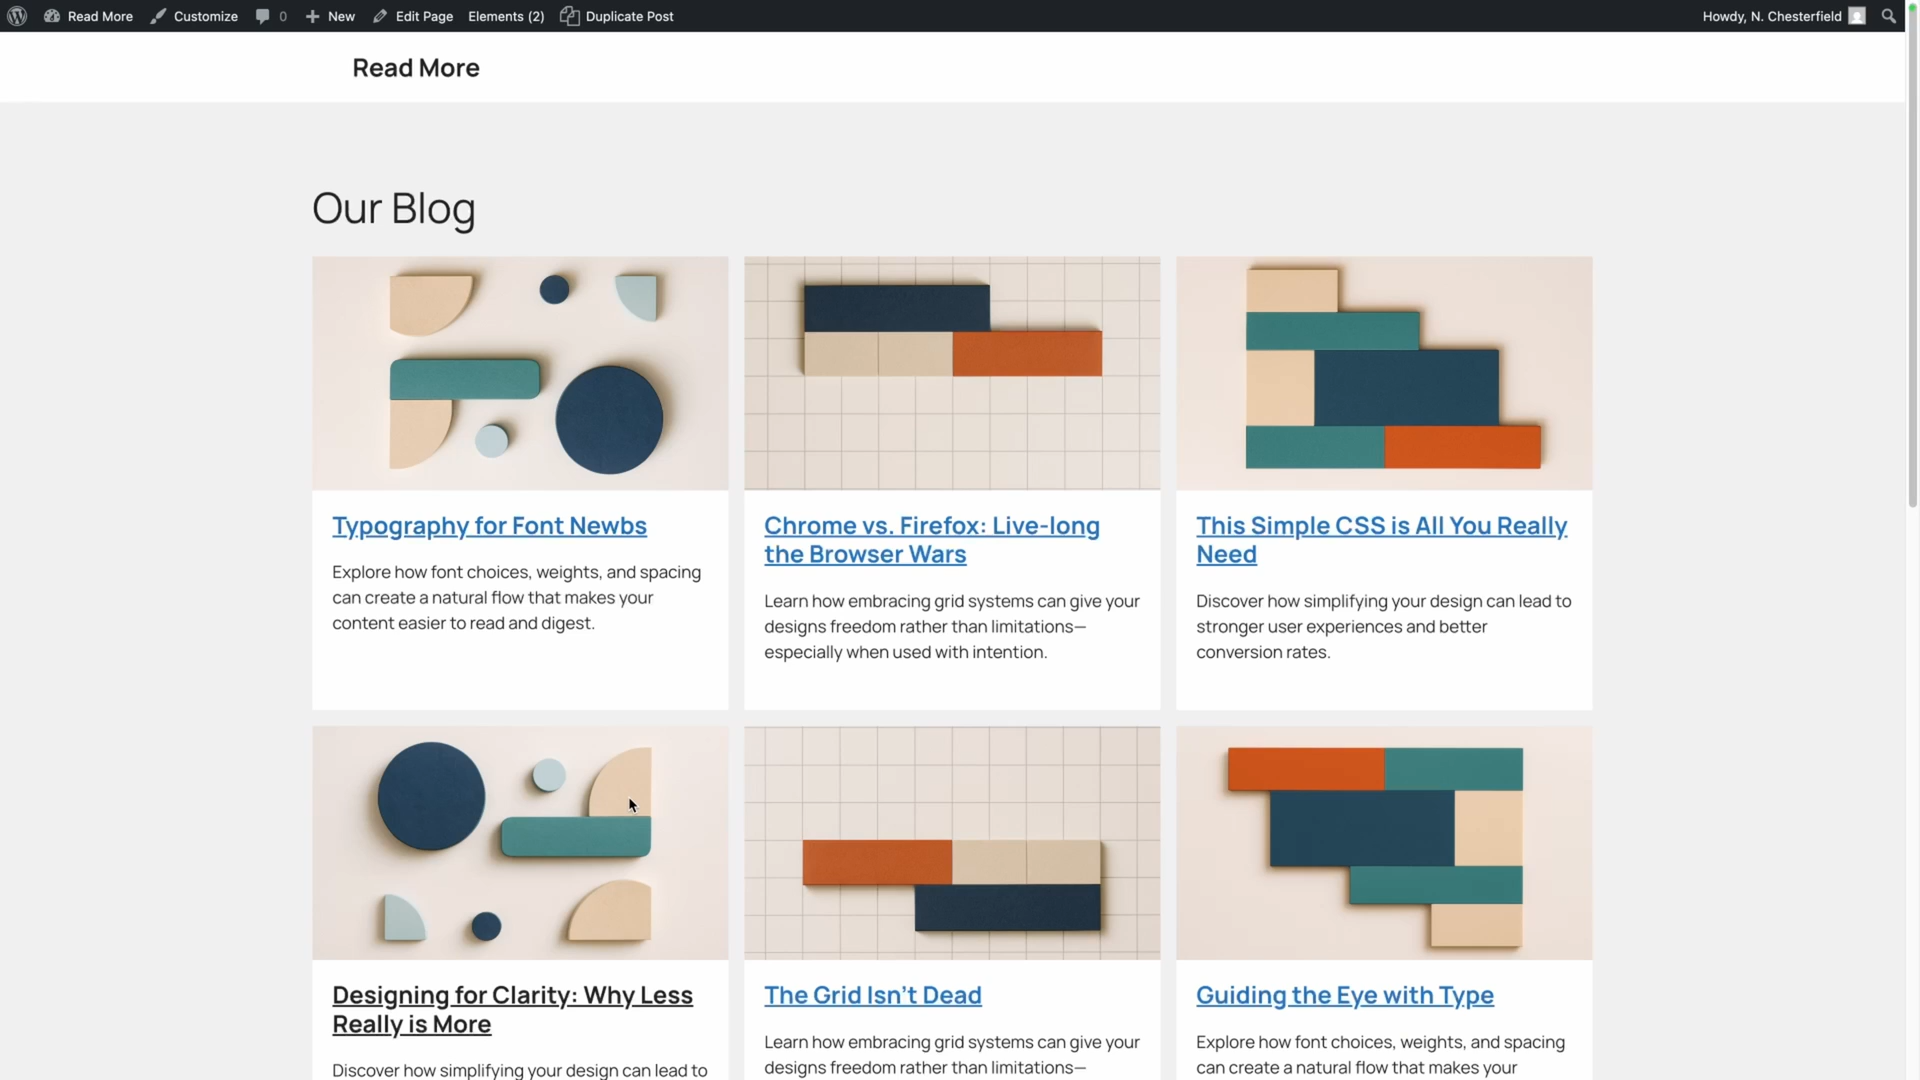 Read More
Customize
0
New
Edit Page
Elements (2)
Duplicate Post
Howdy, N. Chesterfield
Read More
Our Blog
Typography for Font Newbs
Explore how font choices, weights, and spacing
can create a natural flow that makes your
content easier to read and digest.
Chrome vs. Firefox: Live-long
the Browser Wars
Learn how embracing grid systems can give your
designs freedom rather than limitations—
especially when used with intention.
This Simple CSS is All You Really
Need
Discover how simplifying your design can lead to
stronger user experiences and better
conversion rates.
Designing for Clarity: Why Less
Really is More
Discover how simplifying your design can lead to
The Grid Isn’t Dead
Learn how embracing grid systems can give your
designs freedom rather than limitations—
Guiding the Eye with Type
Explore how font choices, weights, and spacing
can create a natural flow that makes your